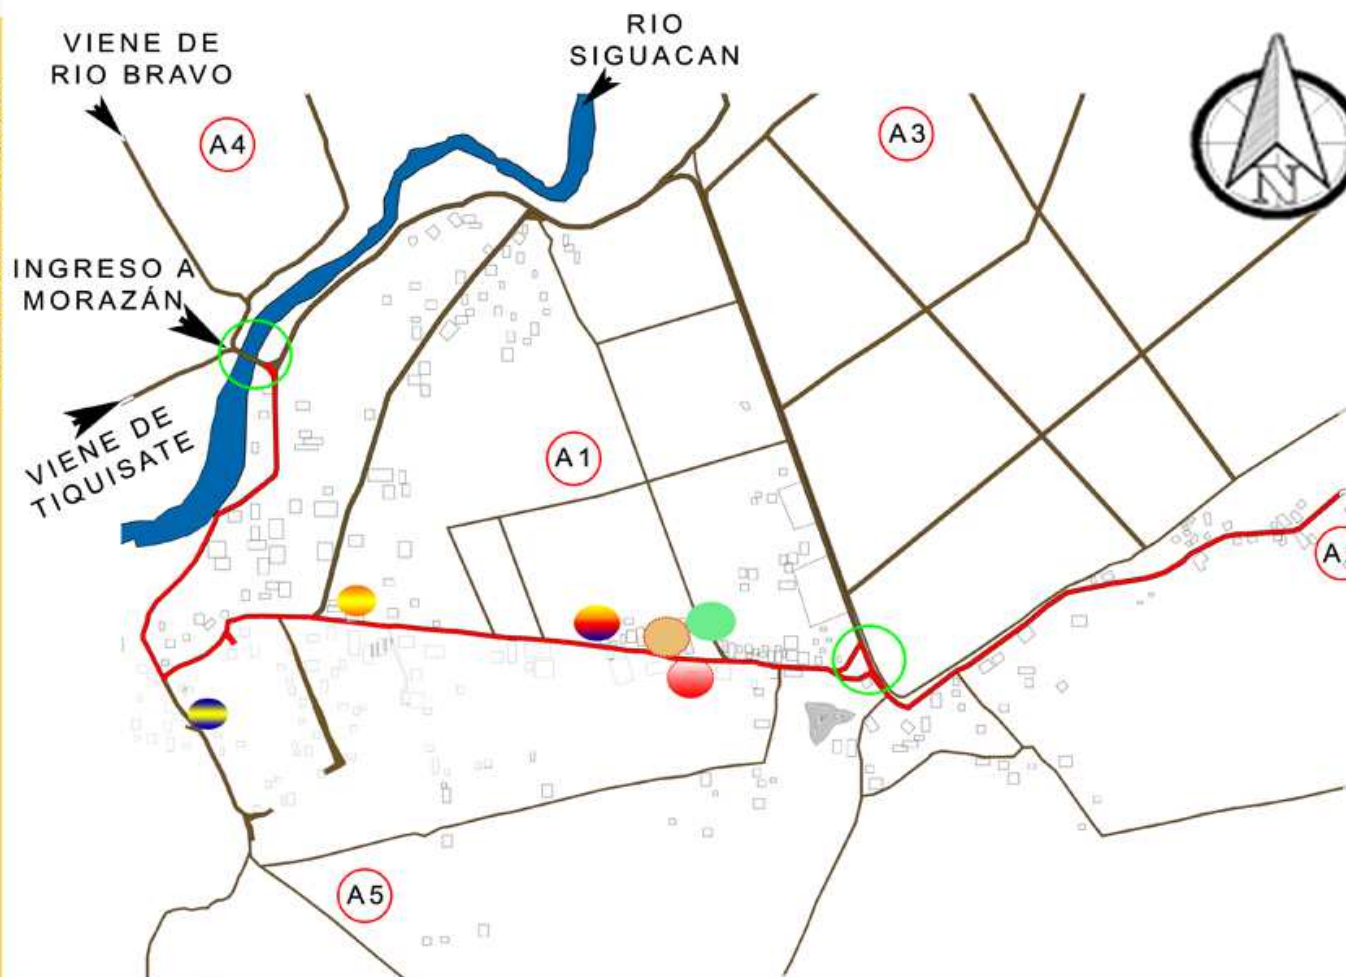 VIENE DE
RIO BRAVO
RIO
SIGUACAN
A4
A3
N
INGRESO A
MORAZÁN
VIENE DE
TIQUISATE
A1
A
A5